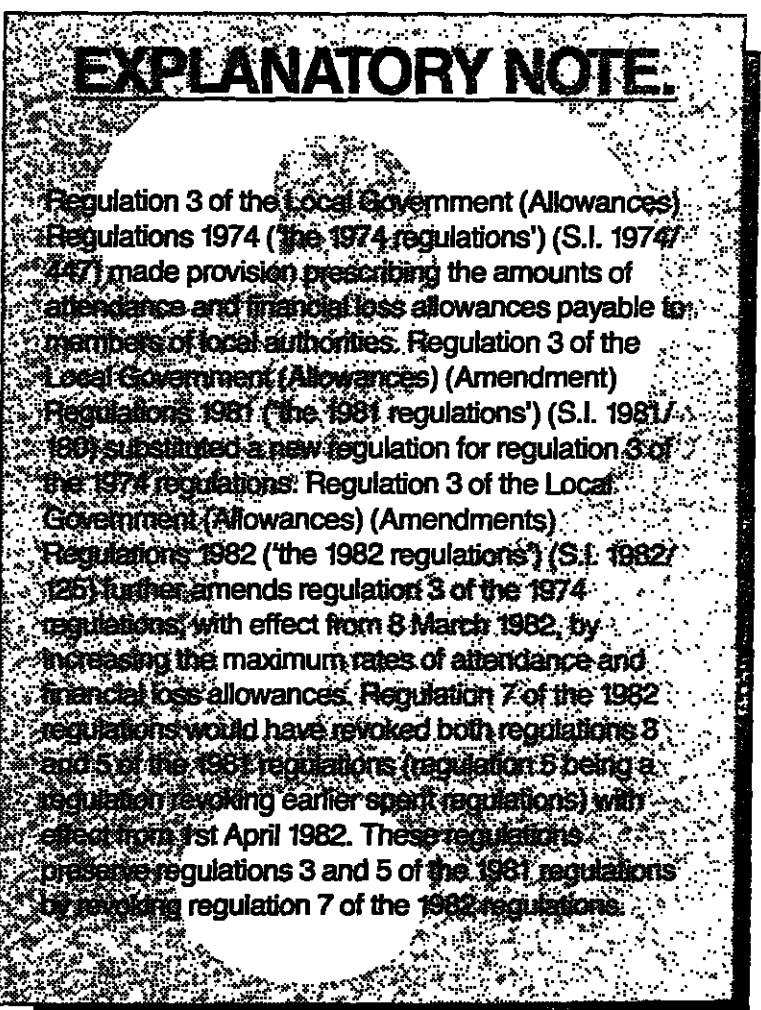 EXPLANATORY NOTE
Regulation 3 of the Local Government (Allowances)
Regulations 1974 ('the 1974 regulations') (S.I. 1974/
447) made provision prescribing the amounts of
attendance and financial loss allowances payable to
members of local authorities. Regulation 3 of the
Local Government (Allowances) (Amendment)
Regulations 1981 ('the 1981 regulations') (S.I. 1981/
180) substituted a new regulation for regulation 3 of
the 1974 regulations. Regulation 3 of the Local
Government (Allowances) (Amendments)
Regulations 1982 ('the 1982 regulations') (S.I. 1982/
125) further amends regulation 3 of the 1974
regulations, with effect from 8 March 1982, by
increasing the maximum rates of attendance and
financial loss allowances. Regulation 7 of the 1982
regulations would have revoked both regulations 3
and 5 of the 1981 regulations (regulation 5 being a
regulation revoking earlier spent regulations) with
effect from 1st April 1982. These regulations
preserve regulations 3 and 5 of the 1981 regulations
by revoking regulation 7 of the 1982 regulations.